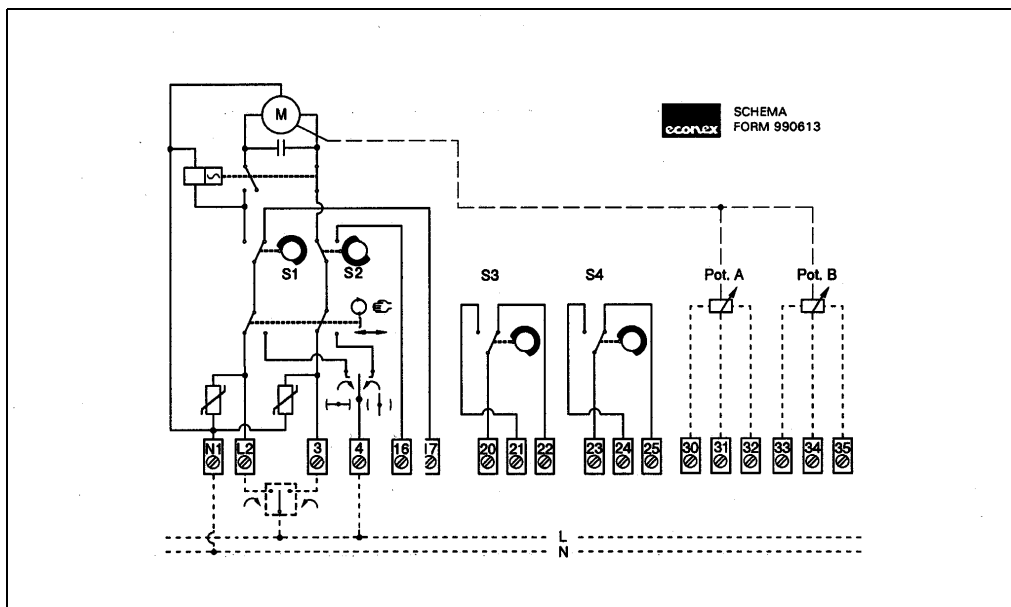 M
econex
SCHEMA
FORM 990613
S1
S2
S3
S4
Pot. A
Pot. B
N1
L2
3
4
16
17
20
21
22
23
24
25
30
31
32
33
34
35
L
N